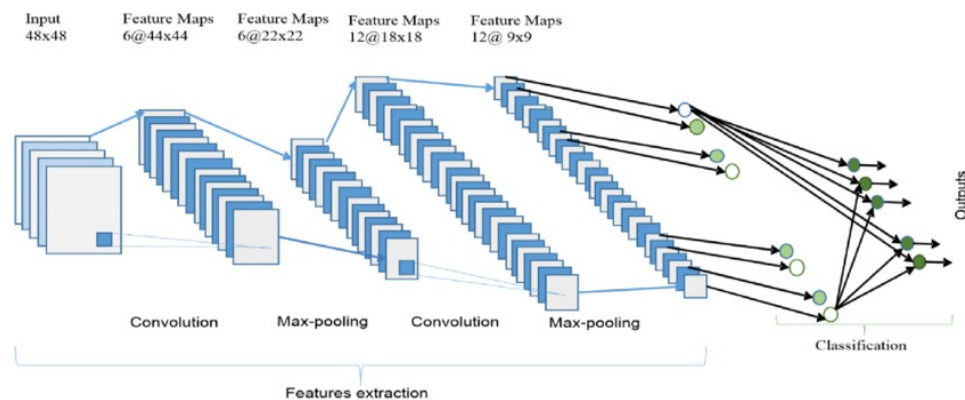 Input
48x48
Feature Maps
6@44x44
Feature Maps
6@22x22
Feature Maps
12@18x18
Feature Maps
12@ 9x9
Outputs
Convolution
Max-pooling
Convolution
Max-pooling
Classification
Features extraction